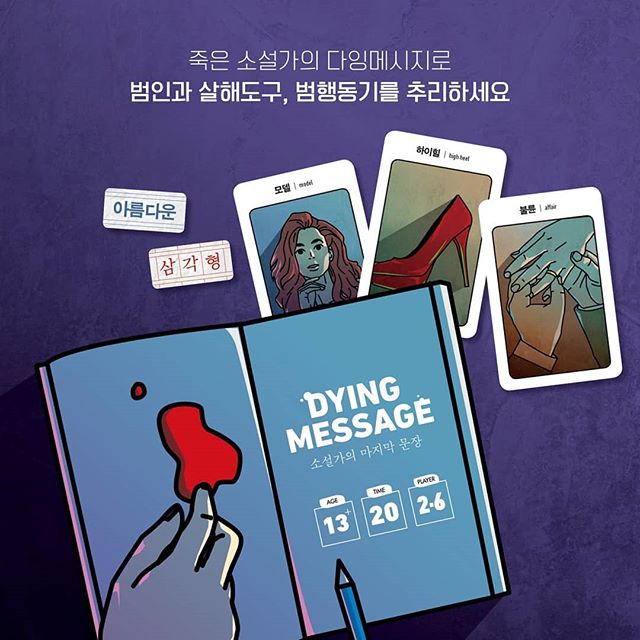 죽은 소설가의 다잉메시지로
범인과 살해도구, 범행동기를 추리하세요
아름다운
삼각형
모델 | model
하이힐 | high heel
불륜 | affair
DYING
MESSAGE
소설가의 마지막 문장
AGE TIME PLAYER
13+ 20 2-6